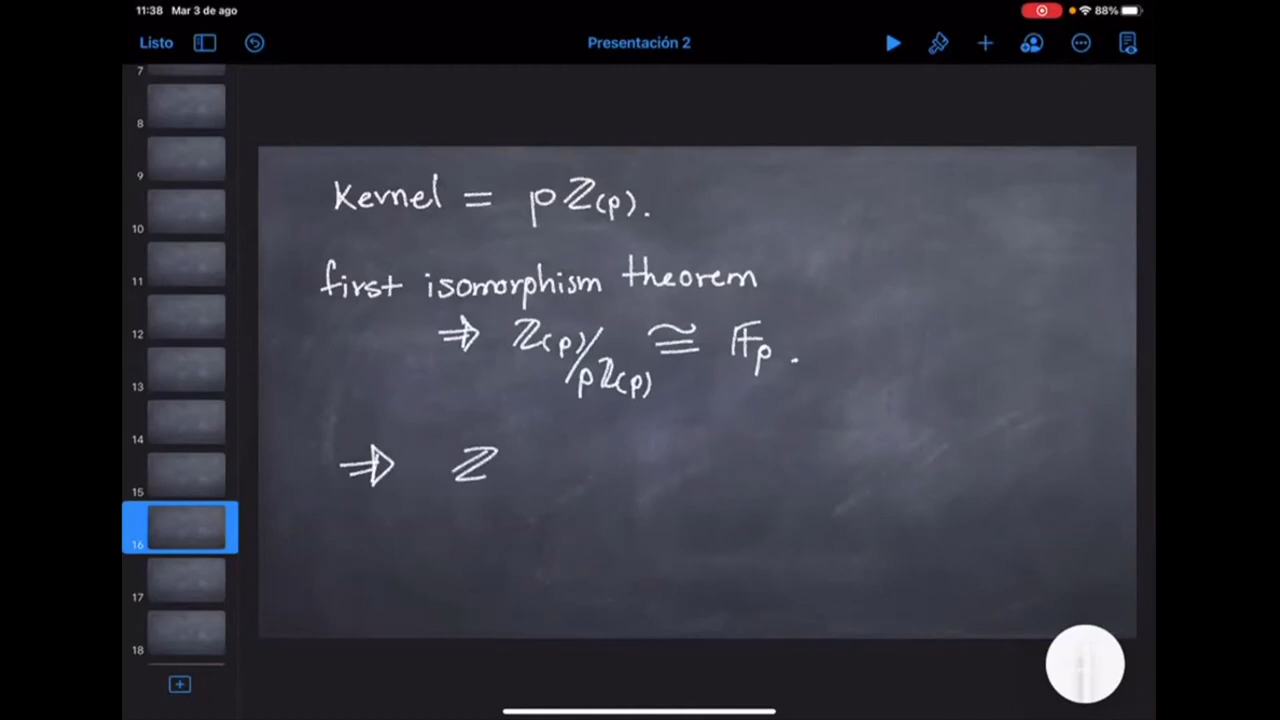 11:38 Mar 3 de ago 88%
Listo Presentación 2
7
8
9
10
11
12
13
14
15
16
17
18
Kernel = pℤ(p).
first isomorphism theorem
⇒ ℤ(p)/pℤ(p) ≅ 𝔽p.
⇒ ℤ